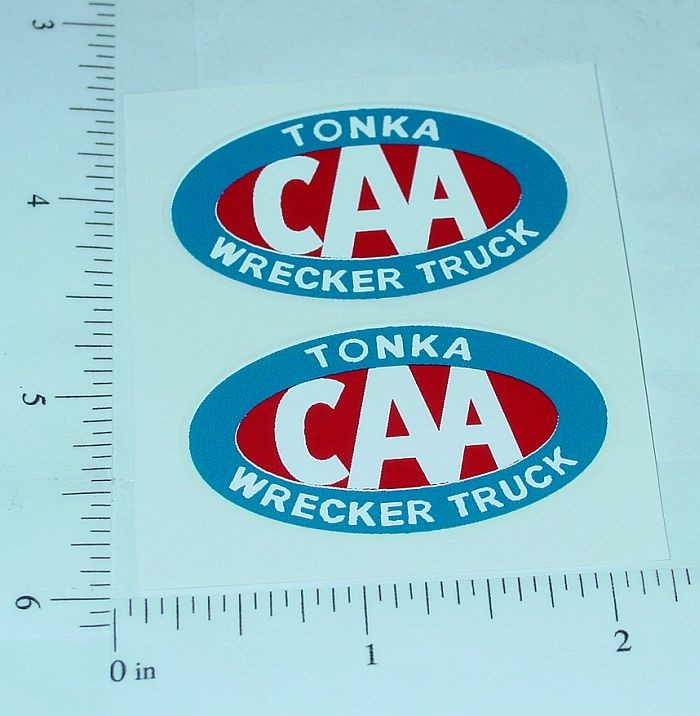 3
4
5
6
TONKA
CAA
WRECKER TRUCK
TONKA
CAA
WRECKER TRUCK
0 in
1
2